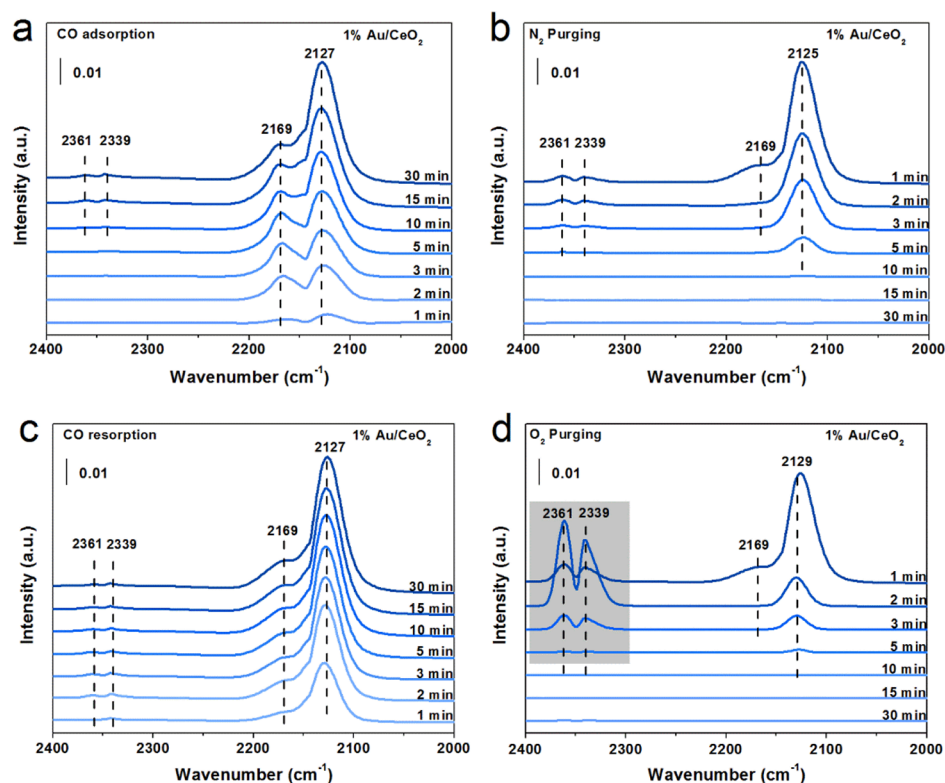 a
CO adsorption
1% Au/CeO₂
0.01
2127
2169
2361
2339
30 min
15 min
10 min
5 min
3 min
2 min
1 min
Intensity (a.u.)
2400
2300
2200
2100
2000
Wavenumber (cm⁻¹)
b
N₂ Purging
1% Au/CeO₂
0.01
2125
2169
2361
2339
1 min
2 min
3 min
5 min
10 min
15 min
30 min
Intensity (a.u.)
2400
2300
2200
2100
2000
Wavenumber (cm⁻¹)
c
CO resorption
1% Au/CeO₂
0.01
2127
2169
2361
2339
30 min
15 min
10 min
5 min
3 min
2 min
1 min
Intensity (a.u.)
2400
2300
2200
2100
2000
Wavenumber (cm⁻¹)
d
O₂ Purging
1% Au/CeO₂
0.01
2129
2361
2339
2169
1 min
2 min
3 min
5 min
10 min
15 min
30 min
Intensity (a.u.)
2400
2300
2200
2100
2000
Wavenumber (cm⁻¹)